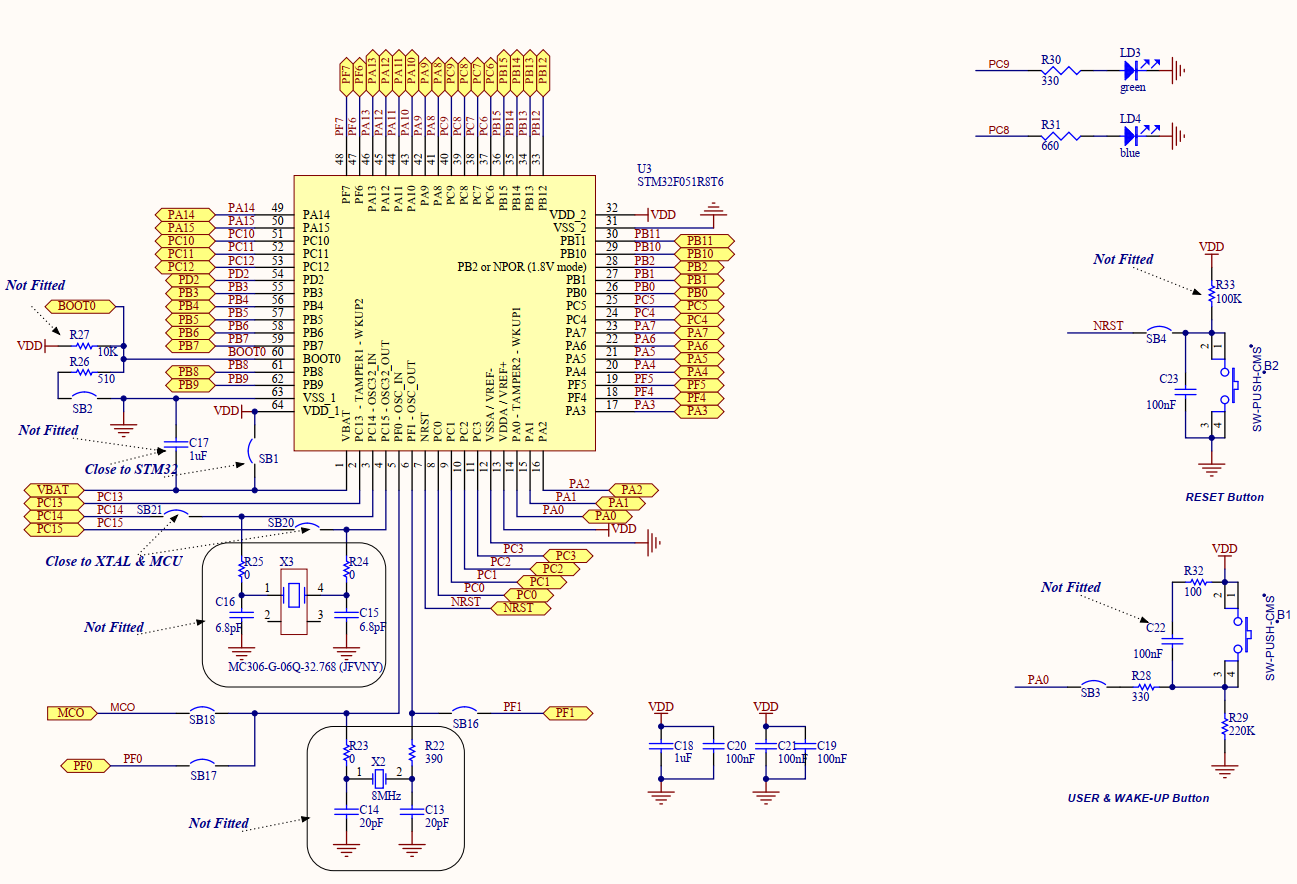 PF7 PF6 PA13 PA12 PA11 PA10 PA9 PA8 PC9 PC8 PC7 PC6 PB15 PB14 PB13 PB12
PF7 PF6 PA13 PA12 PA11 PA10 PA9 PA8 PC9 PC8 PC7 PC6 PB15 PB14 PB13 PB12
48 47 46 45 44 43 42 41 40 39 38 37 36 35 34 33
U3
STM32F051R8T6
PF7 PF6 PA13 PA12 PA11 PA10 PA9 PA8 PC9 PC8 PC7 PC6 PB15 PB14 PB13 PB12
PA14 PA14 49 PA14
PA15 PA15 50 PA15
PC10 PC10 51 PC10
PC11 PC11 52 PC11
PC12 PC12 53 PC12
PD2 PD2 54 PD2
PB3 PB3 55 PB3
PB4 PB4 56 PB4
PB5 PB5 57 PB5
PB6 PB6 58 PB6
PB7 PB7 59 PB7
BOOT0 60 BOOT0
PB8 PB8 61 PB8
PB9 PB9 62 PB9
63 VSS_1
VDD 64 VDD_1
VDD_2 32 VDD
VSS_2 31
PB11 30 PB11 PB11
PB10 29 PB10 PB10
PB2 or NPOR (1.8V mode) 28 PB2 PB2
PB1 27 PB1 PB1
PB0 26 PB0 PB0
PC5 25 PC5 PC5
PC4 24 PC4 PC4
PA7 23 PA7 PA7
PA6 22 PA6 PA6
PA5 21 PA5 PA5
PA4 20 PA4 PA4
PF5 19 PF5 PF5
PF4 18 PF4 PF4
PA3 17 PA3 PA3
VBAT
PC13 - TAMPER1 - WKUP2
PC14 - OSC32_IN
PC15 - OSC32_OUT
PF0 - OSC_IN
PF1 - OSC_OUT
NRST
PC0
PC1
PC2
PC3
VSSA / VREF-
VDDA / VREF+
PA0 - TAMPER2 - WKUP1
PA1
PA2
1 2 3 4 5 6 7 8 9 10 11 12 13 14 15 16
Not Fitted
BOOT0
R27
VDD
10K
R26
510
SB2
Not Fitted
C17
1uF
Close to STM32
SB1
VBAT
PC13 PC13
PC14 PC14 SB21
PC15 PC15 SB20
Close to XTAL & MCU
PA2 PA2
PA1 PA1
PA0 PA0
VDD
PC3 PC3
PC2 PC2
PC1 PC1
PC0 PC0
NRST NRST
R25
0
X3
R24
0
1 4
C16
6.8pF
2 3
C15
6.8pF
Not Fitted
MC306-G-06Q-32.768 (JFVNY)
MCO MCO
SB18
SB16
PF1 PF1
PF0 PF0
SB17
R23
0
R22
390
X2
1 2
8MHz
C14
20pF
C13
20pF
Not Fitted
VDD
C18
1uF
C20
100nF
VDD
C21
100nF
C19
100nF
PC9
R30
330
LD3
green
PC8
R31
660
LD4
blue
VDD
Not Fitted
R33
100K
NRST
SB4
2 1
B2
SW-PUSH-CMS
C23
100nF
3 4
RESET Button
VDD
R32
100
Not Fitted
2 1
B1
SW-PUSH-CMS
C22
100nF
3 4
PA0
SB3
R28
330
R29
220K
USER & WAKE-UP Button